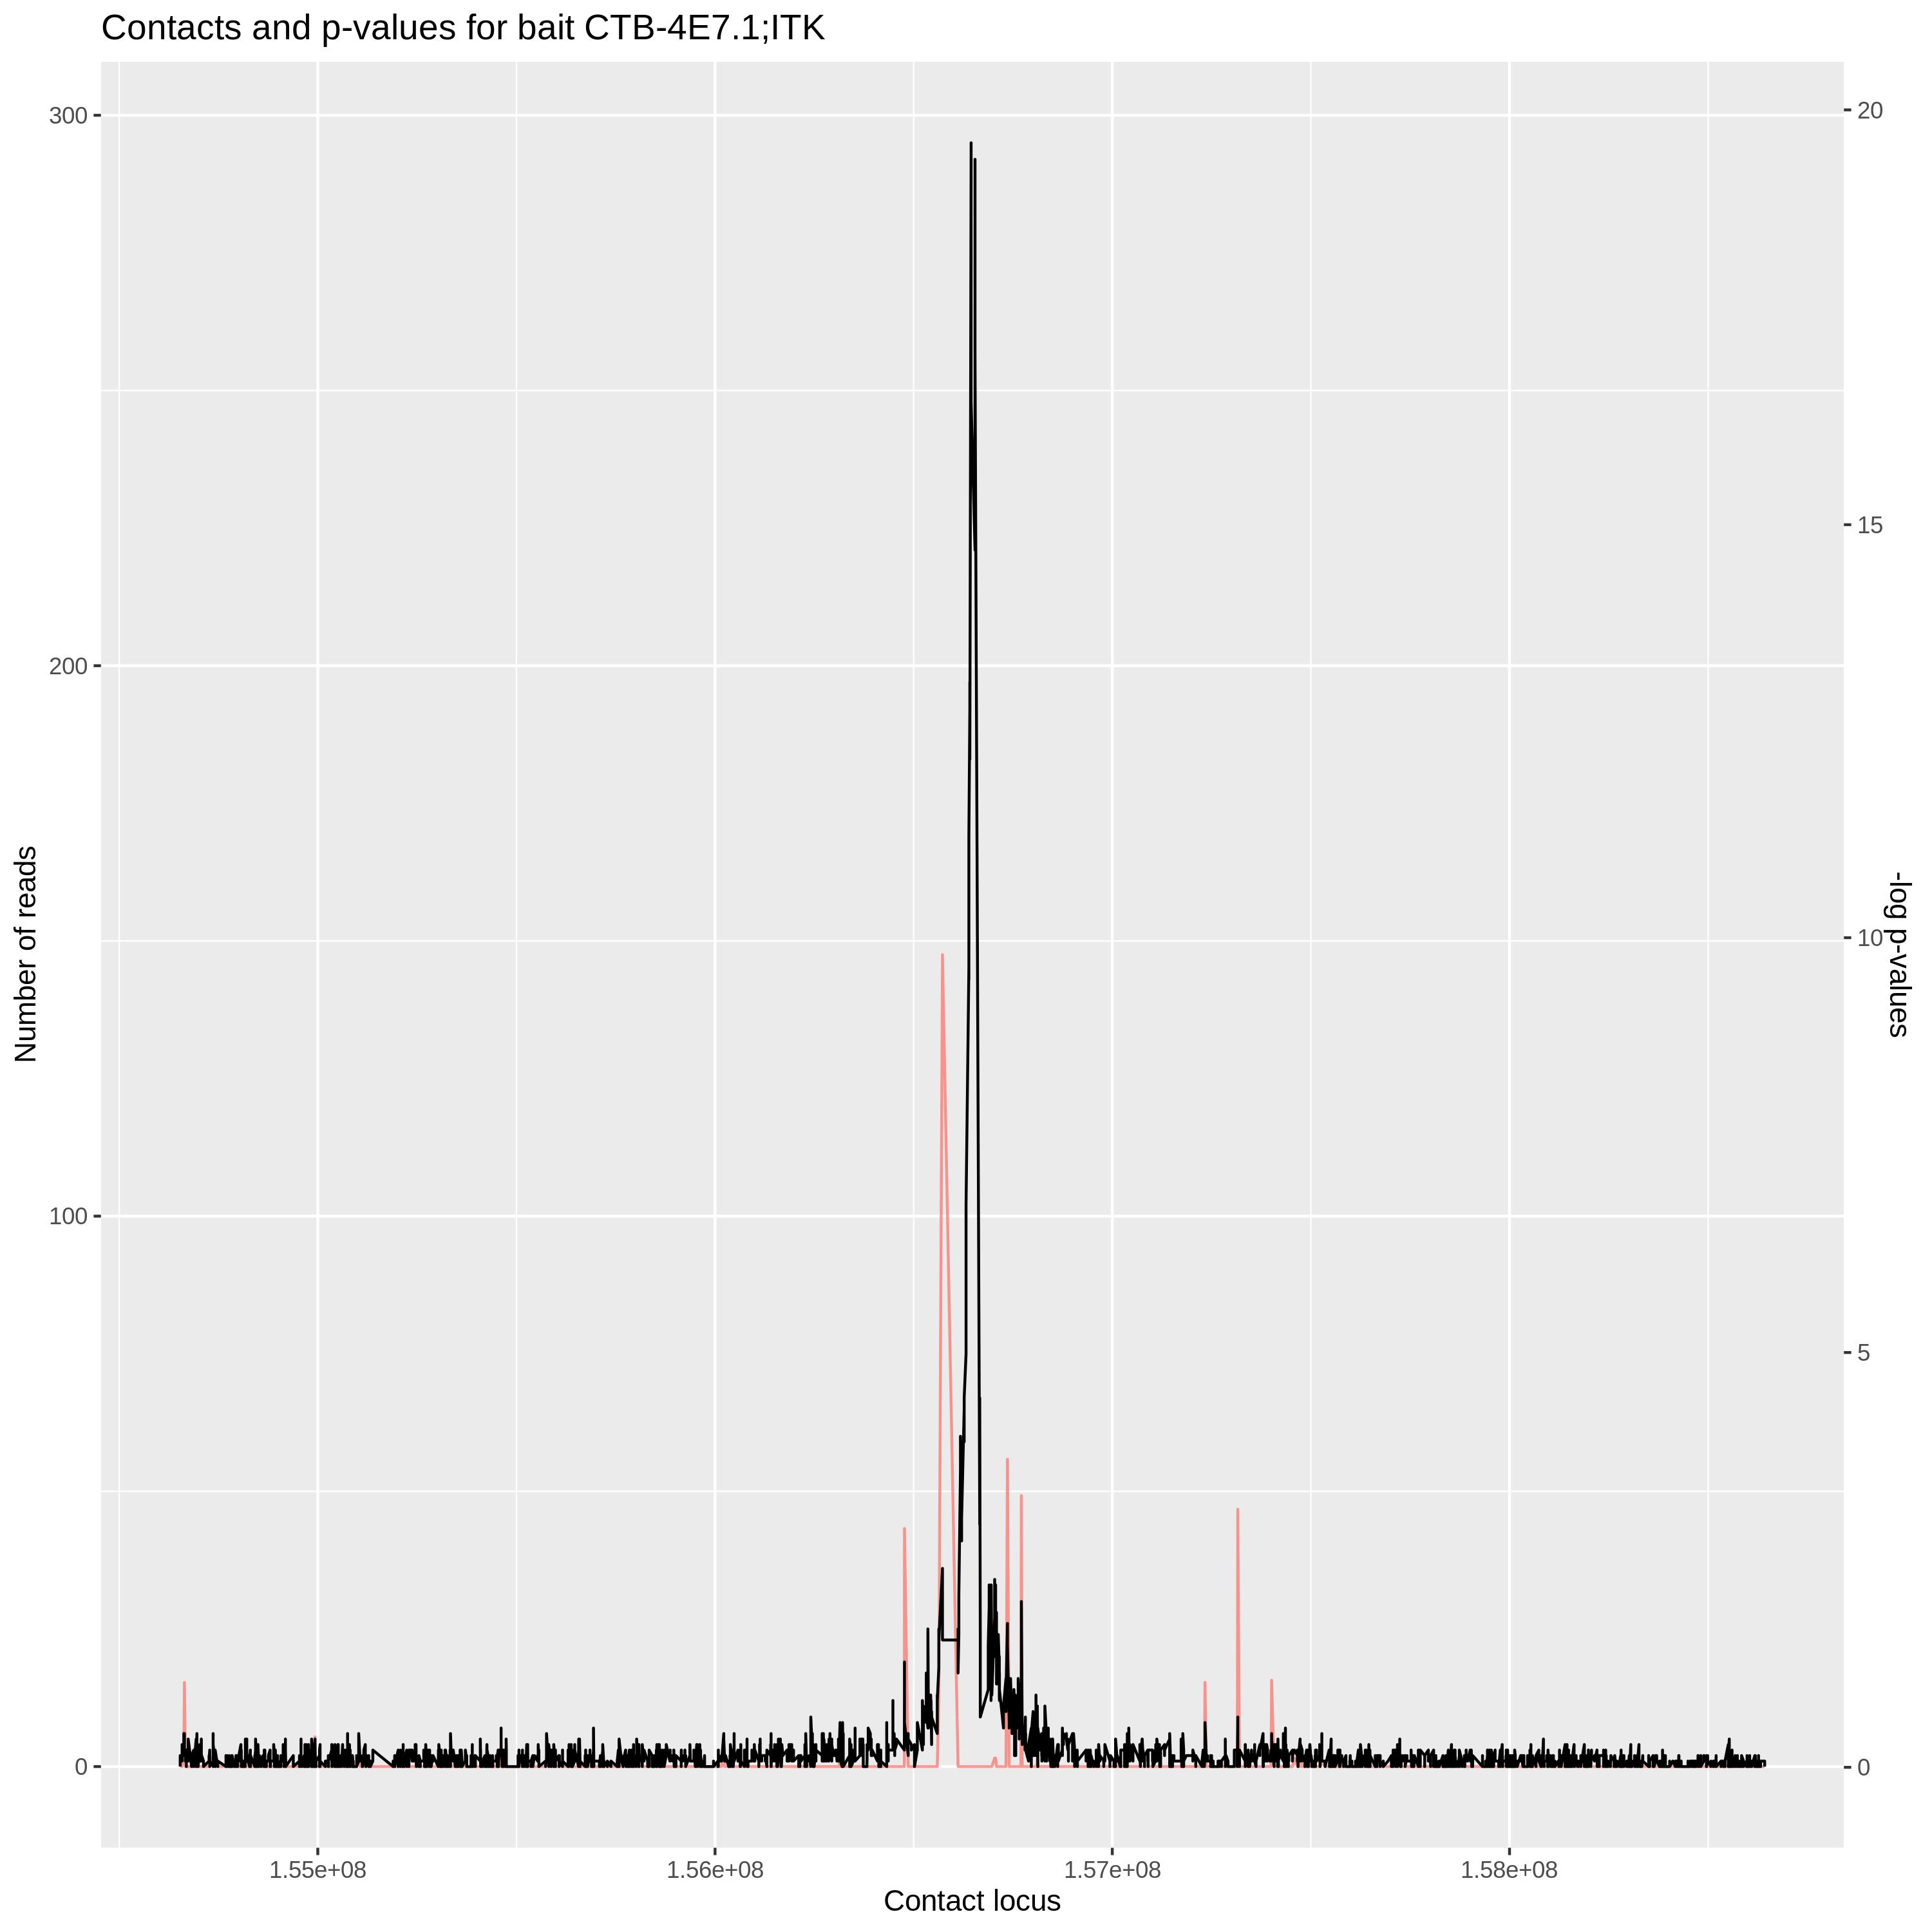 Contacts and p-values for bait CTB-4E7.1;ITK
300
200
100
0
Number of reads
20
15
10
5
0
-log p-values
1.55e+08
1.56e+08
1.57e+08
1.58e+08
Contact locus